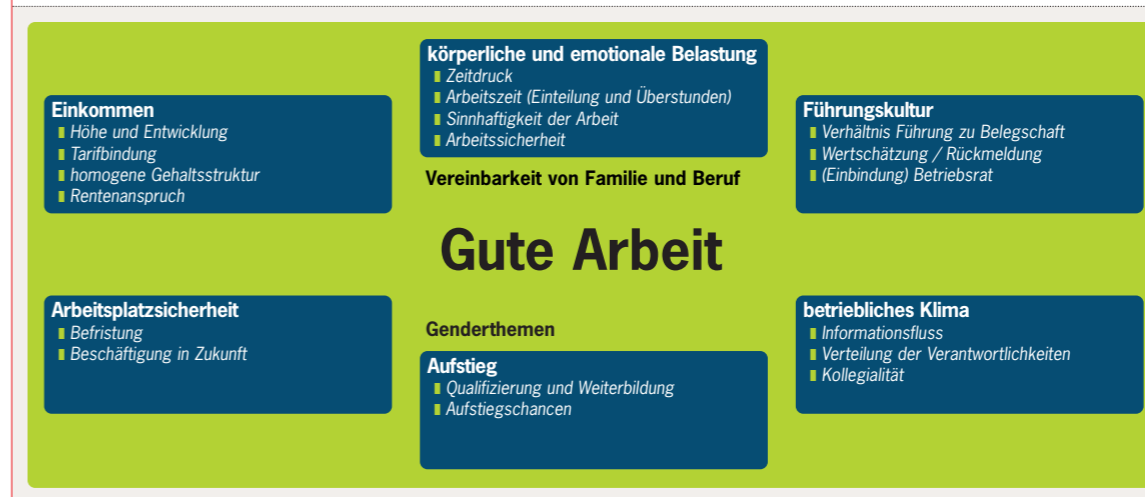 körperliche und emotionale Belastung
Zeitdruck
Arbeitszeit (Einteilung und Überstunden)
Sinnhaftigkeit der Arbeit
Arbeitssicherheit
Einkommen
Höhe und Entwicklung
Tarifbindung
homogene Gehaltsstruktur
Rentenanspruch
Führungskultur
Verhältnis Führung zu Belegschaft
Wertschätzung / Rückmeldung
(Einbindung) Betriebsrat
Vereinbarkeit von Familie und Beruf
Gute Arbeit
Arbeitsplatzsicherheit
Befristung
Beschäftigung in Zukunft
Genderthemen
Aufstieg
Qualifizierung und Weiterbildung
Aufstiegschancen
betriebliches Klima
Informationsfluss
Verteilung der Verantwortlichkeiten
Kollegialität